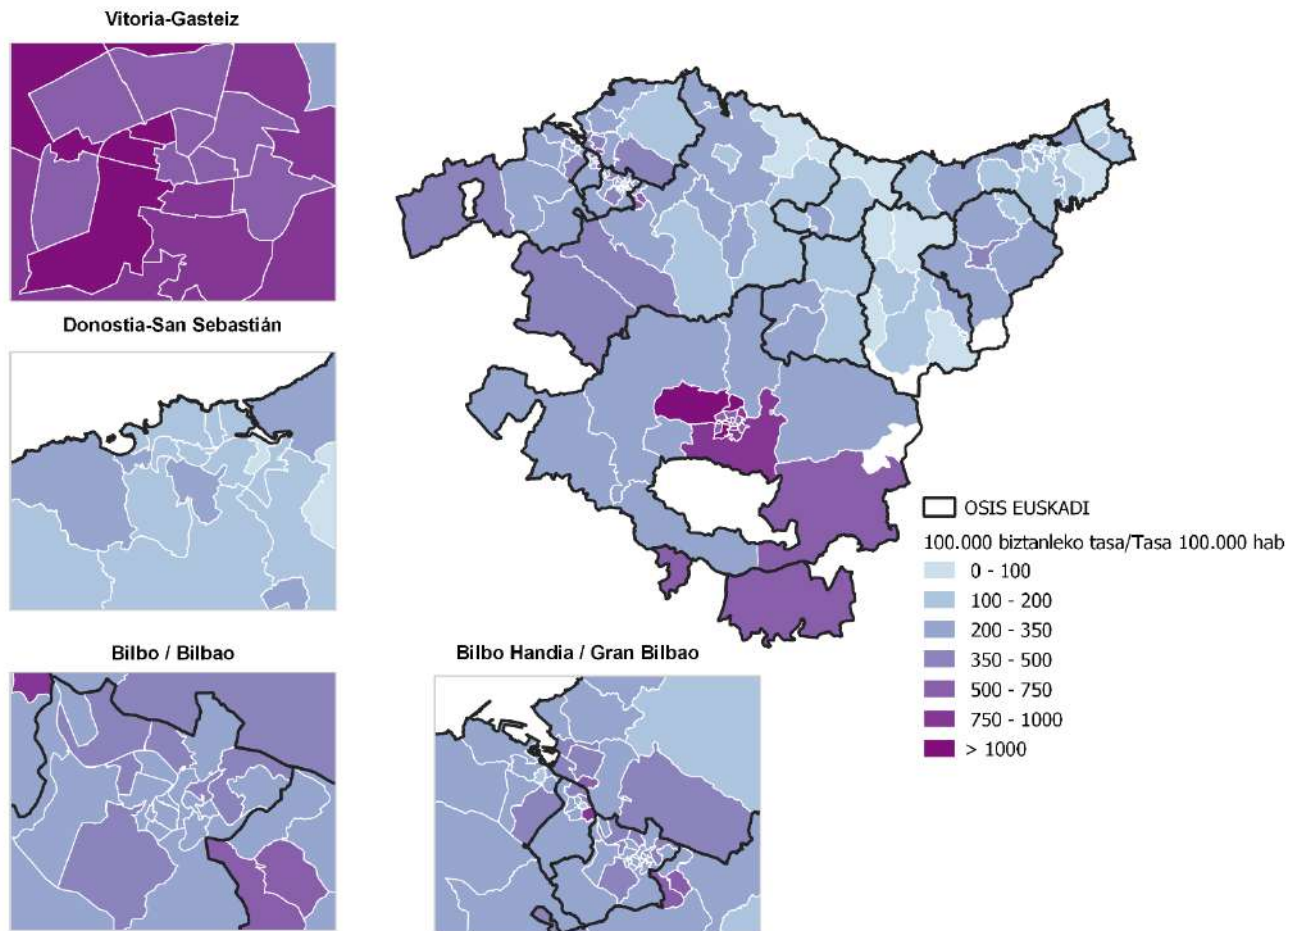 Vitoria-Gasteiz
Donostia-San Sebastián
Bilbo / Bilbao
Bilbo Handia / Gran Bilbao
OSIS EUSKADI
100.000 biztanleko tasa/Tasa 100.000 hab
0 - 100
100 - 200
200 - 350
350 - 500
500 - 750
750 - 1000
> 1000